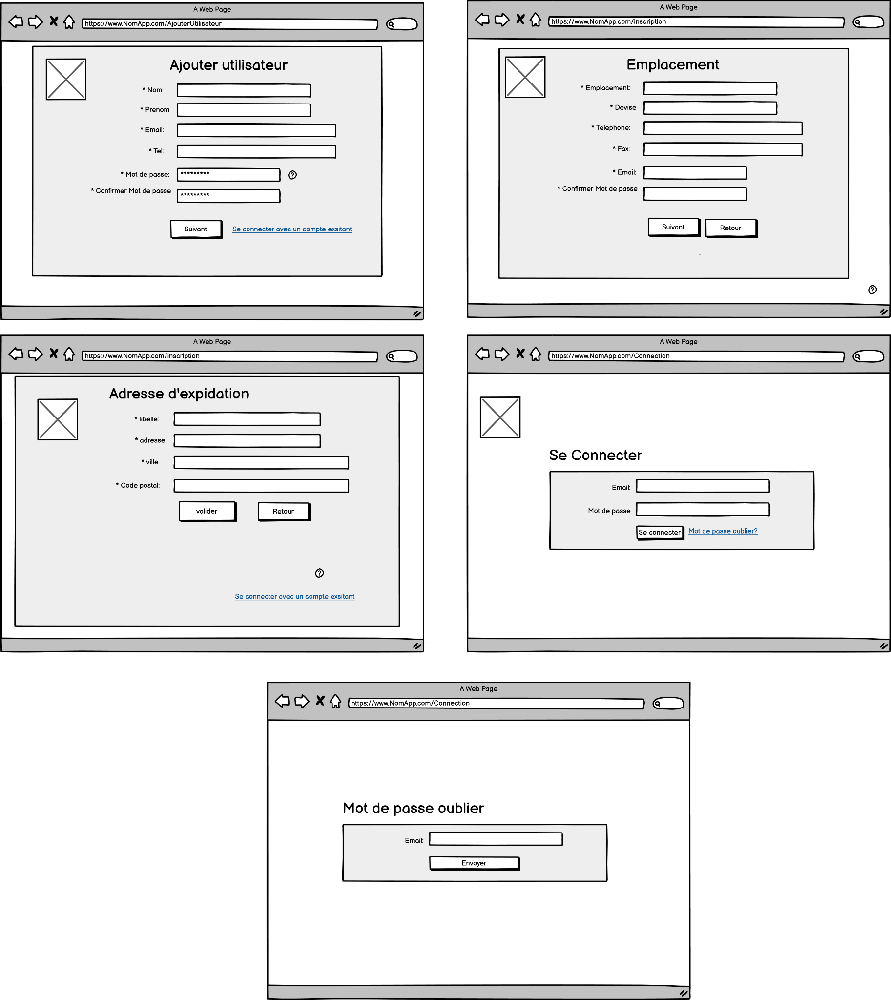 A Web Page
https://www.NomApp.com/AjouterUtilisateur
Ajouter utilisateur
* Nom:
* Prenom
* Email:
* Tel:
* Mot de passe: ********* ?
* Confirmer Mot de passe *********
Suivant Se connecter avec un compte exsitant
A Web Page
https://www.NomApp.com/inscription
Emplacement
* Emplacement:
* Devise
* Telephone:
* Fax:
* Email:
* Confirmer Mot de passe
Suivant Retour
-
?
A Web Page
https://www.NomApp.com/inscription
Adresse d'expidation
* libelle:
* adresse
* ville:
* Code postal:
valider Retour
?
Se connecter avec un compte exsitant
A Web Page
https://www.NomApp.com/Connection
Se Connecter
Email:
Mot de passe
Se connecter Mot de passe oublier?
A Web Page
https://www.NomApp.com/Connection
Mot de passe oublier
Email:
Envoyer